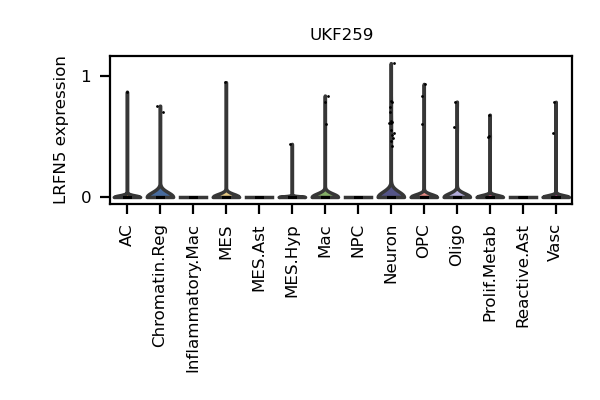 UKF259
LRFN5 expression
1
0
AC
Chromatin.Reg
Inflammatory.Mac
MES
MES.Ast
MES.Hyp
Mac
NPC
Neuron
OPC
Oligo
Prolif.Metab
Reactive.Ast
Vasc